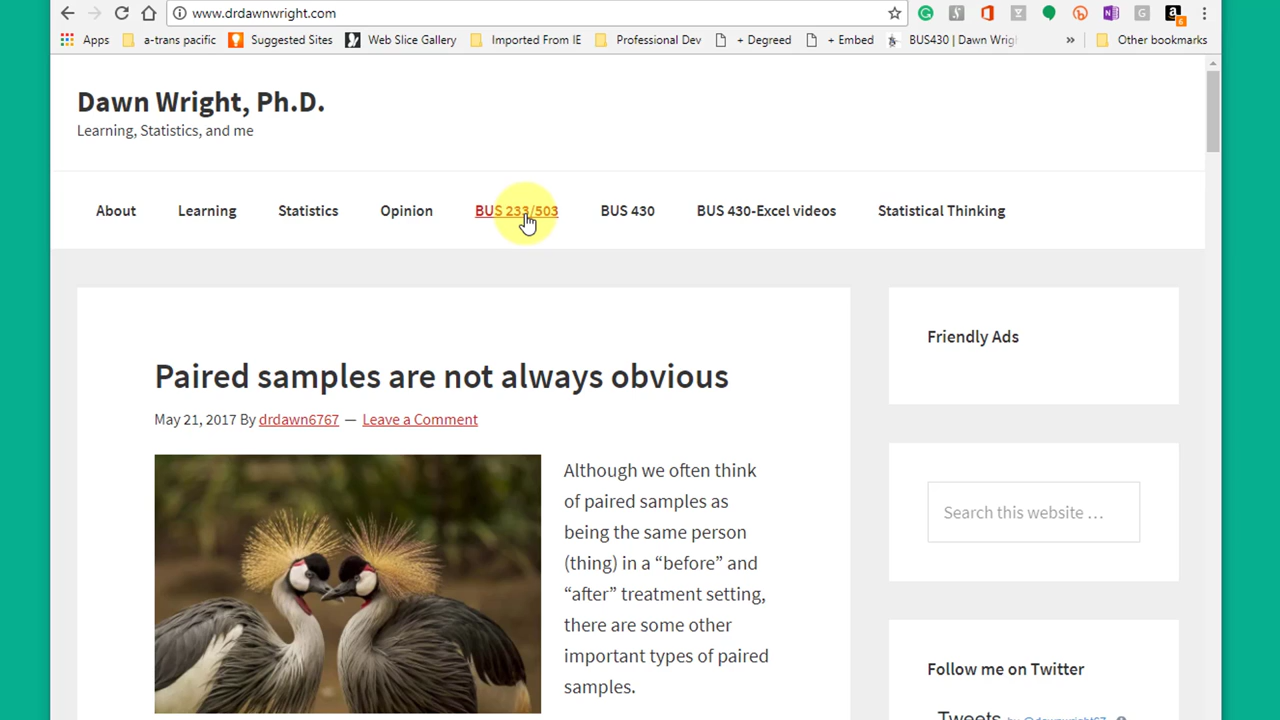 www.drdawnwright.com
6
Apps a-trans pacific Suggested Sites Web Slice Gallery Imported From IE Professional Dev + Degreed + Embed BUS430 | Dawn Wrig » Other bookmarks
Dawn Wright, Ph.D.
Learning, Statistics, and me
About Learning Statistics Opinion BUS 233/503 BUS 430 BUS 430-Excel videos Statistical Thinking
Paired samples are not always obvious
May 21, 2017 By drdawn6767 — Leave a Comment
Although we often think
of paired samples as
being the same person
(thing) in a “before” and
“after” treatment setting,
there are some other
important types of paired
samples.
Friendly Ads
Search this website …
Follow me on Twitter
Tweets by @dawnwright67